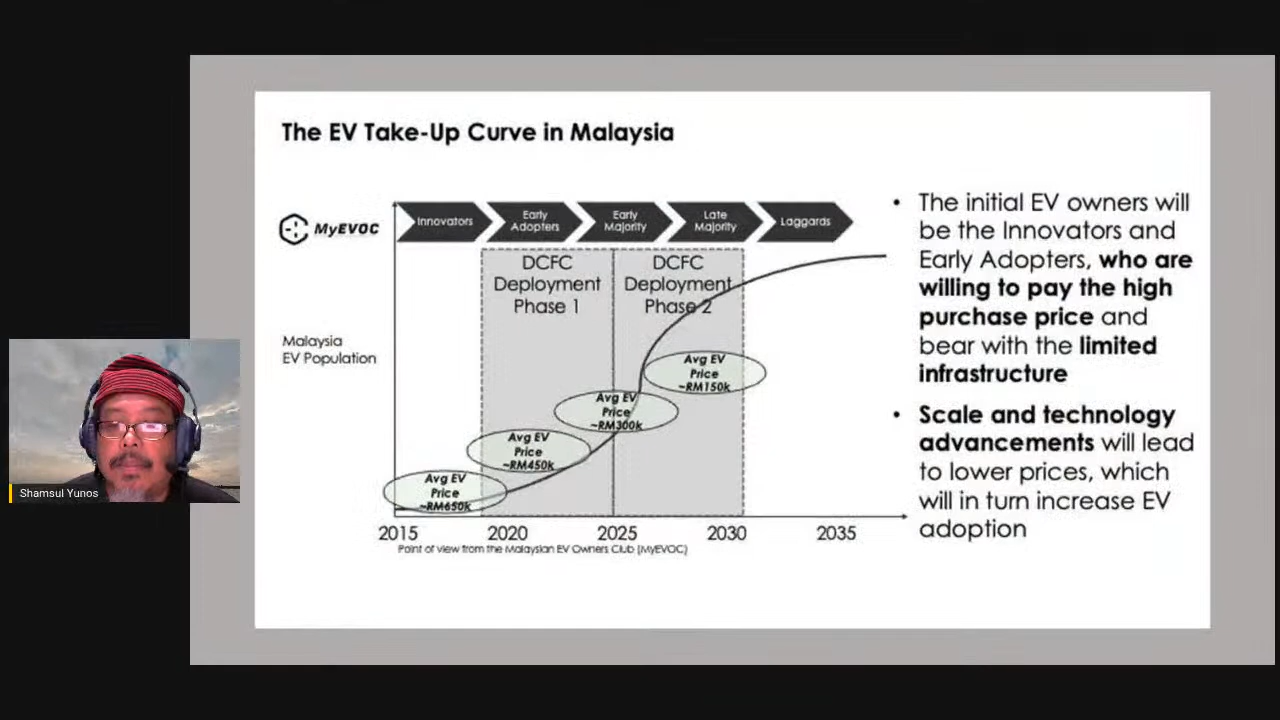 The EV Take-Up Curve in Malaysia
MyEVOC
Innovators
Early
Adopters
Early
Majority
Late
Majority
Laggards
DCFC
Deployment
Phase 1
DCFC
Deployment
Phase 2
Malaysia
EV Population
Avg EV
Price
~RM650k
Avg EV
Price
~RM450k
Avg EV
Price
~RM300k
Avg EV
Price
~RM150k
2015 2020 2025 2030 2035
Point of view from the Malaysian EV Owners Club (MyEVOC)
• The initial EV owners will
be the Innovators and
Early Adopters, who are
willing to pay the high
purchase price and
bear with the limited
infrastructure
• Scale and technology
advancements will lead
to lower prices, which
will in turn increase EV
adoption
Shamsul Yunos